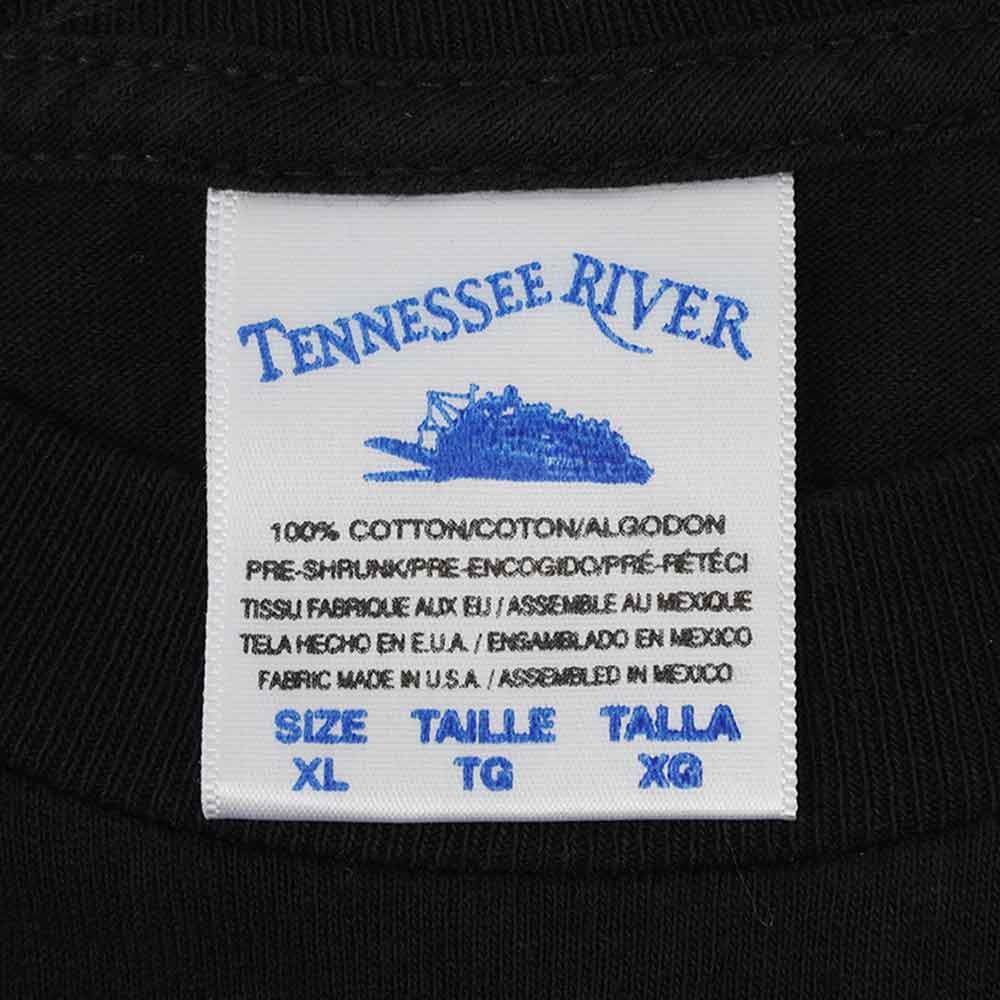 TENNESSEE RIVER
100% COTTON/COTON/ALGODON
PRE-SHRUNK/PRE-ENCOGIDO/PRÉ-RÉTÉCI
TISSU FABRIQUE AUX EU / ASSEMBLE AU MEXIQUE
TELA HECHO EN E.U.A. / ENSAMBLADO EN MEXICO
FABRIC MADE IN U.S.A. / ASSEMBLED IN MEXICO
SIZE TAILLE TALLA
XL TG XG